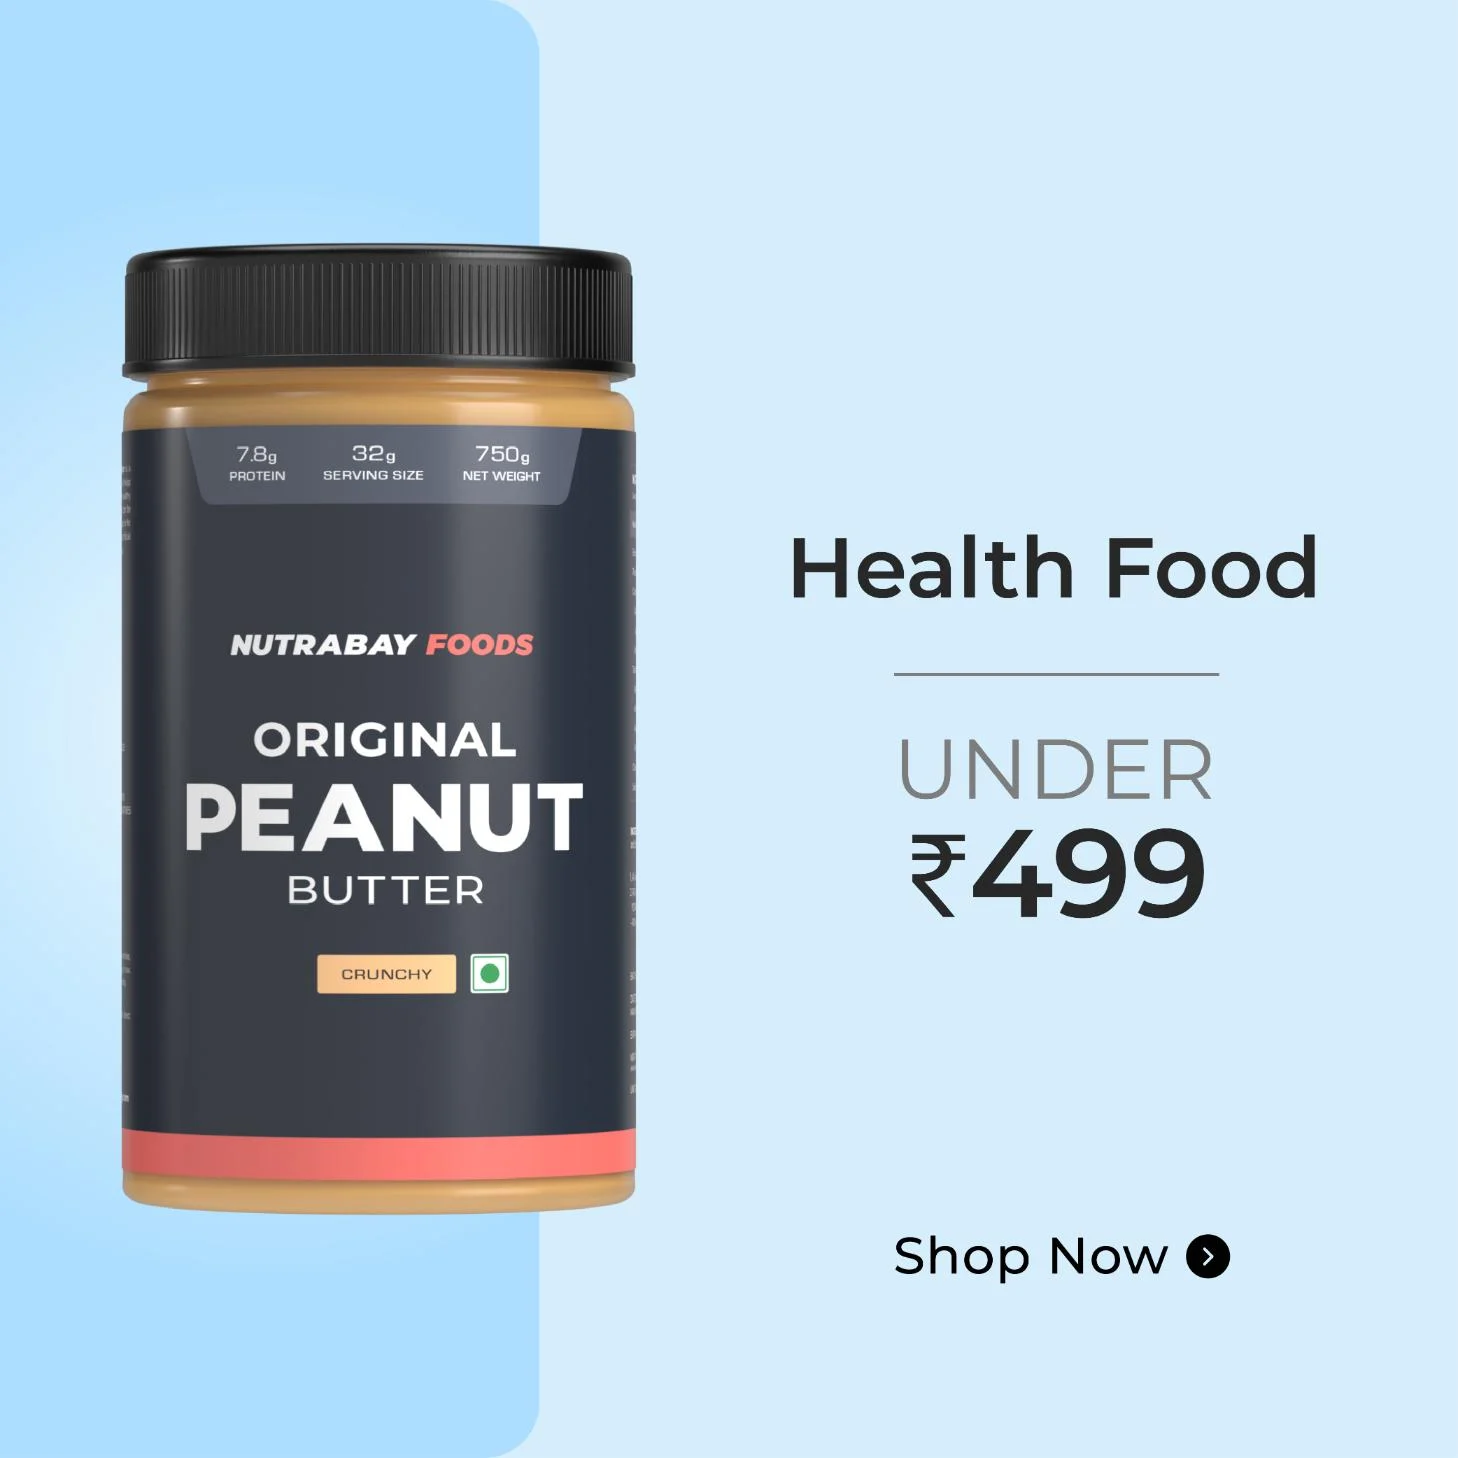 7.8g
PROTEIN
32g
SERVING SIZE
750g
NET WEIGHT
NUTRABAY FOODS
ORIGINAL
PEANUT
BUTTER
CRUNCHY
Health Food
UNDER
₹499
Shop Now